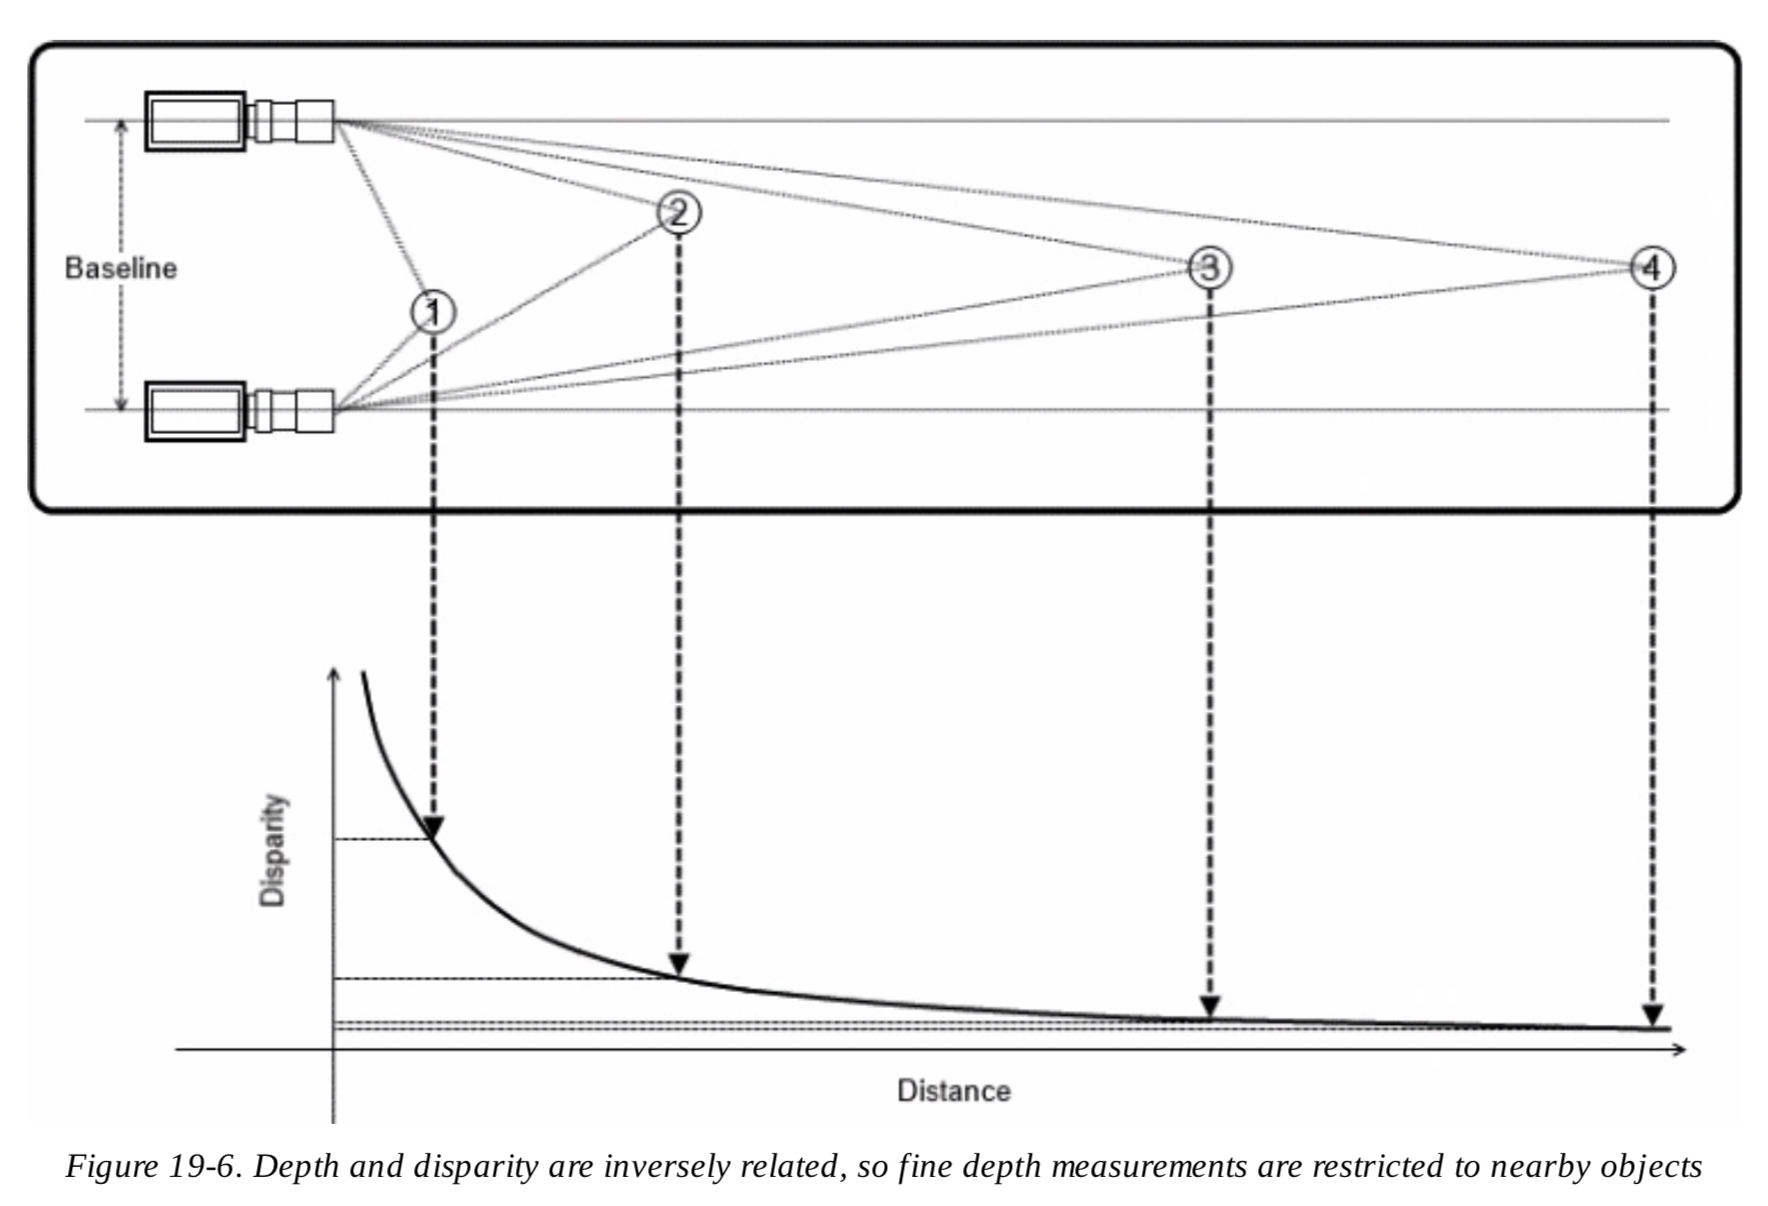 2
Baseline
3
4
1
Disparity
Distance
Figure 19-6. Depth and disparity are inversely related, so fine depth measurements are restricted to nearby objects